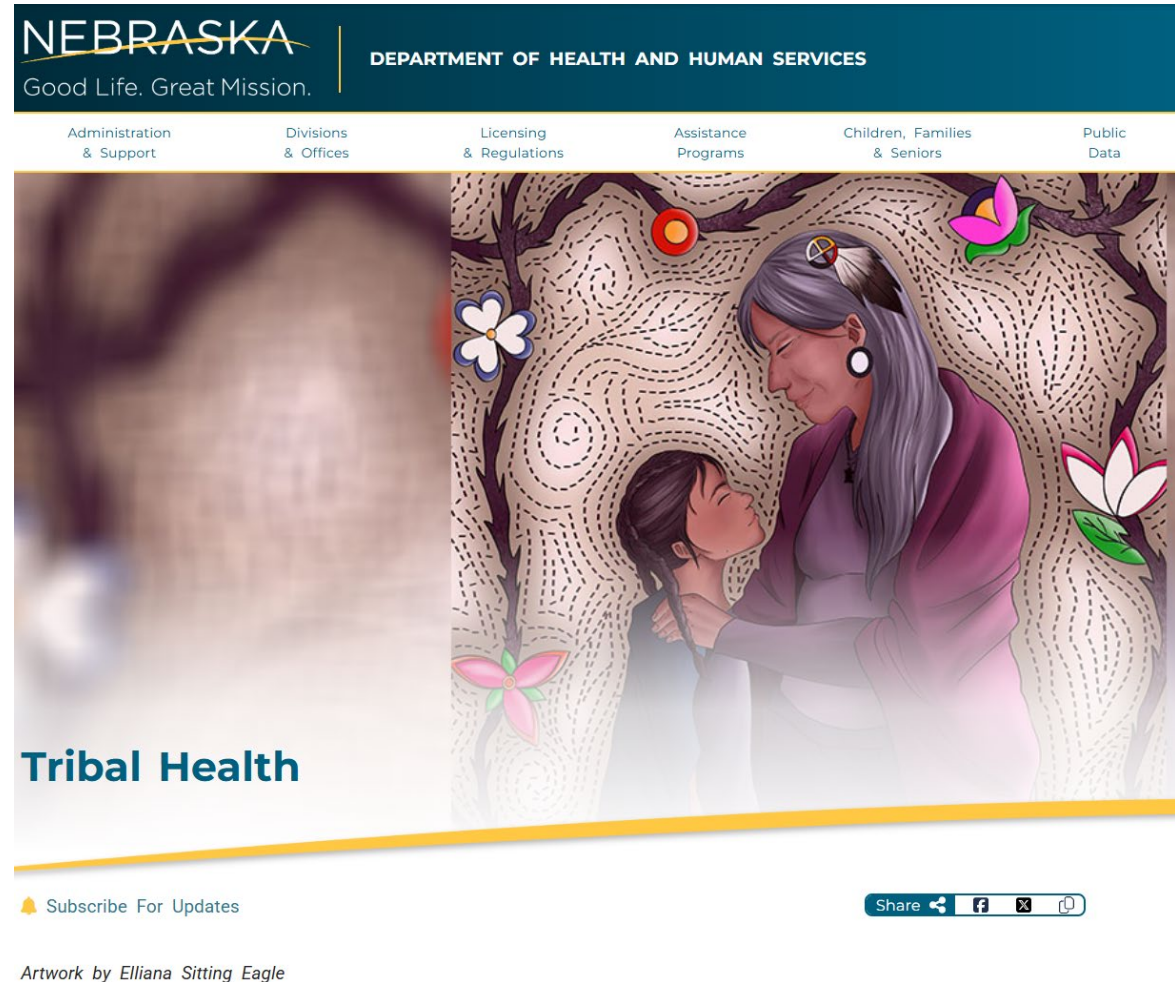 NEBRASKA
Good Life. Great Mission.
DEPARTMENT OF HEALTH AND HUMAN SERVICES
Administration
& Support
Divisions
& Offices
Licensing
& Regulations
Assistance
Programs
Children, Families
& Seniors
Public
Data
Tribal Health
Subscribe For Updates
Share
Artwork by Elliana Sitting Eagle